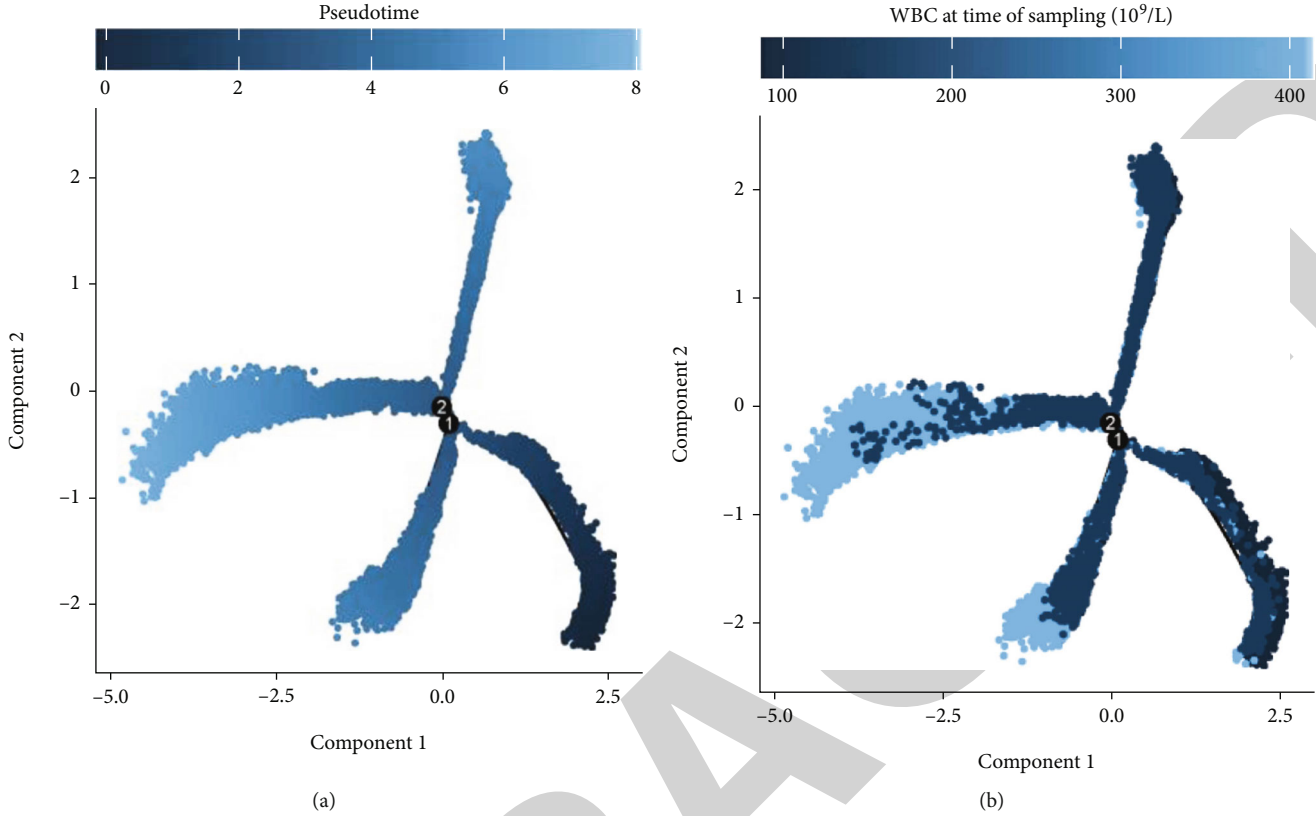 Pseudotime
0 2 4 6 8
Component 2
2
1
0
−1
−2
2
1
−5.0 −2.5 0.0 2.5
Component 1
(a)
WBC at time of sampling (10⁹/L)
100 200 300 400
Component 2
2
1
0
−1
−2
2
1
−5.0 −2.5 0.0 2.5
Component 1
(b)